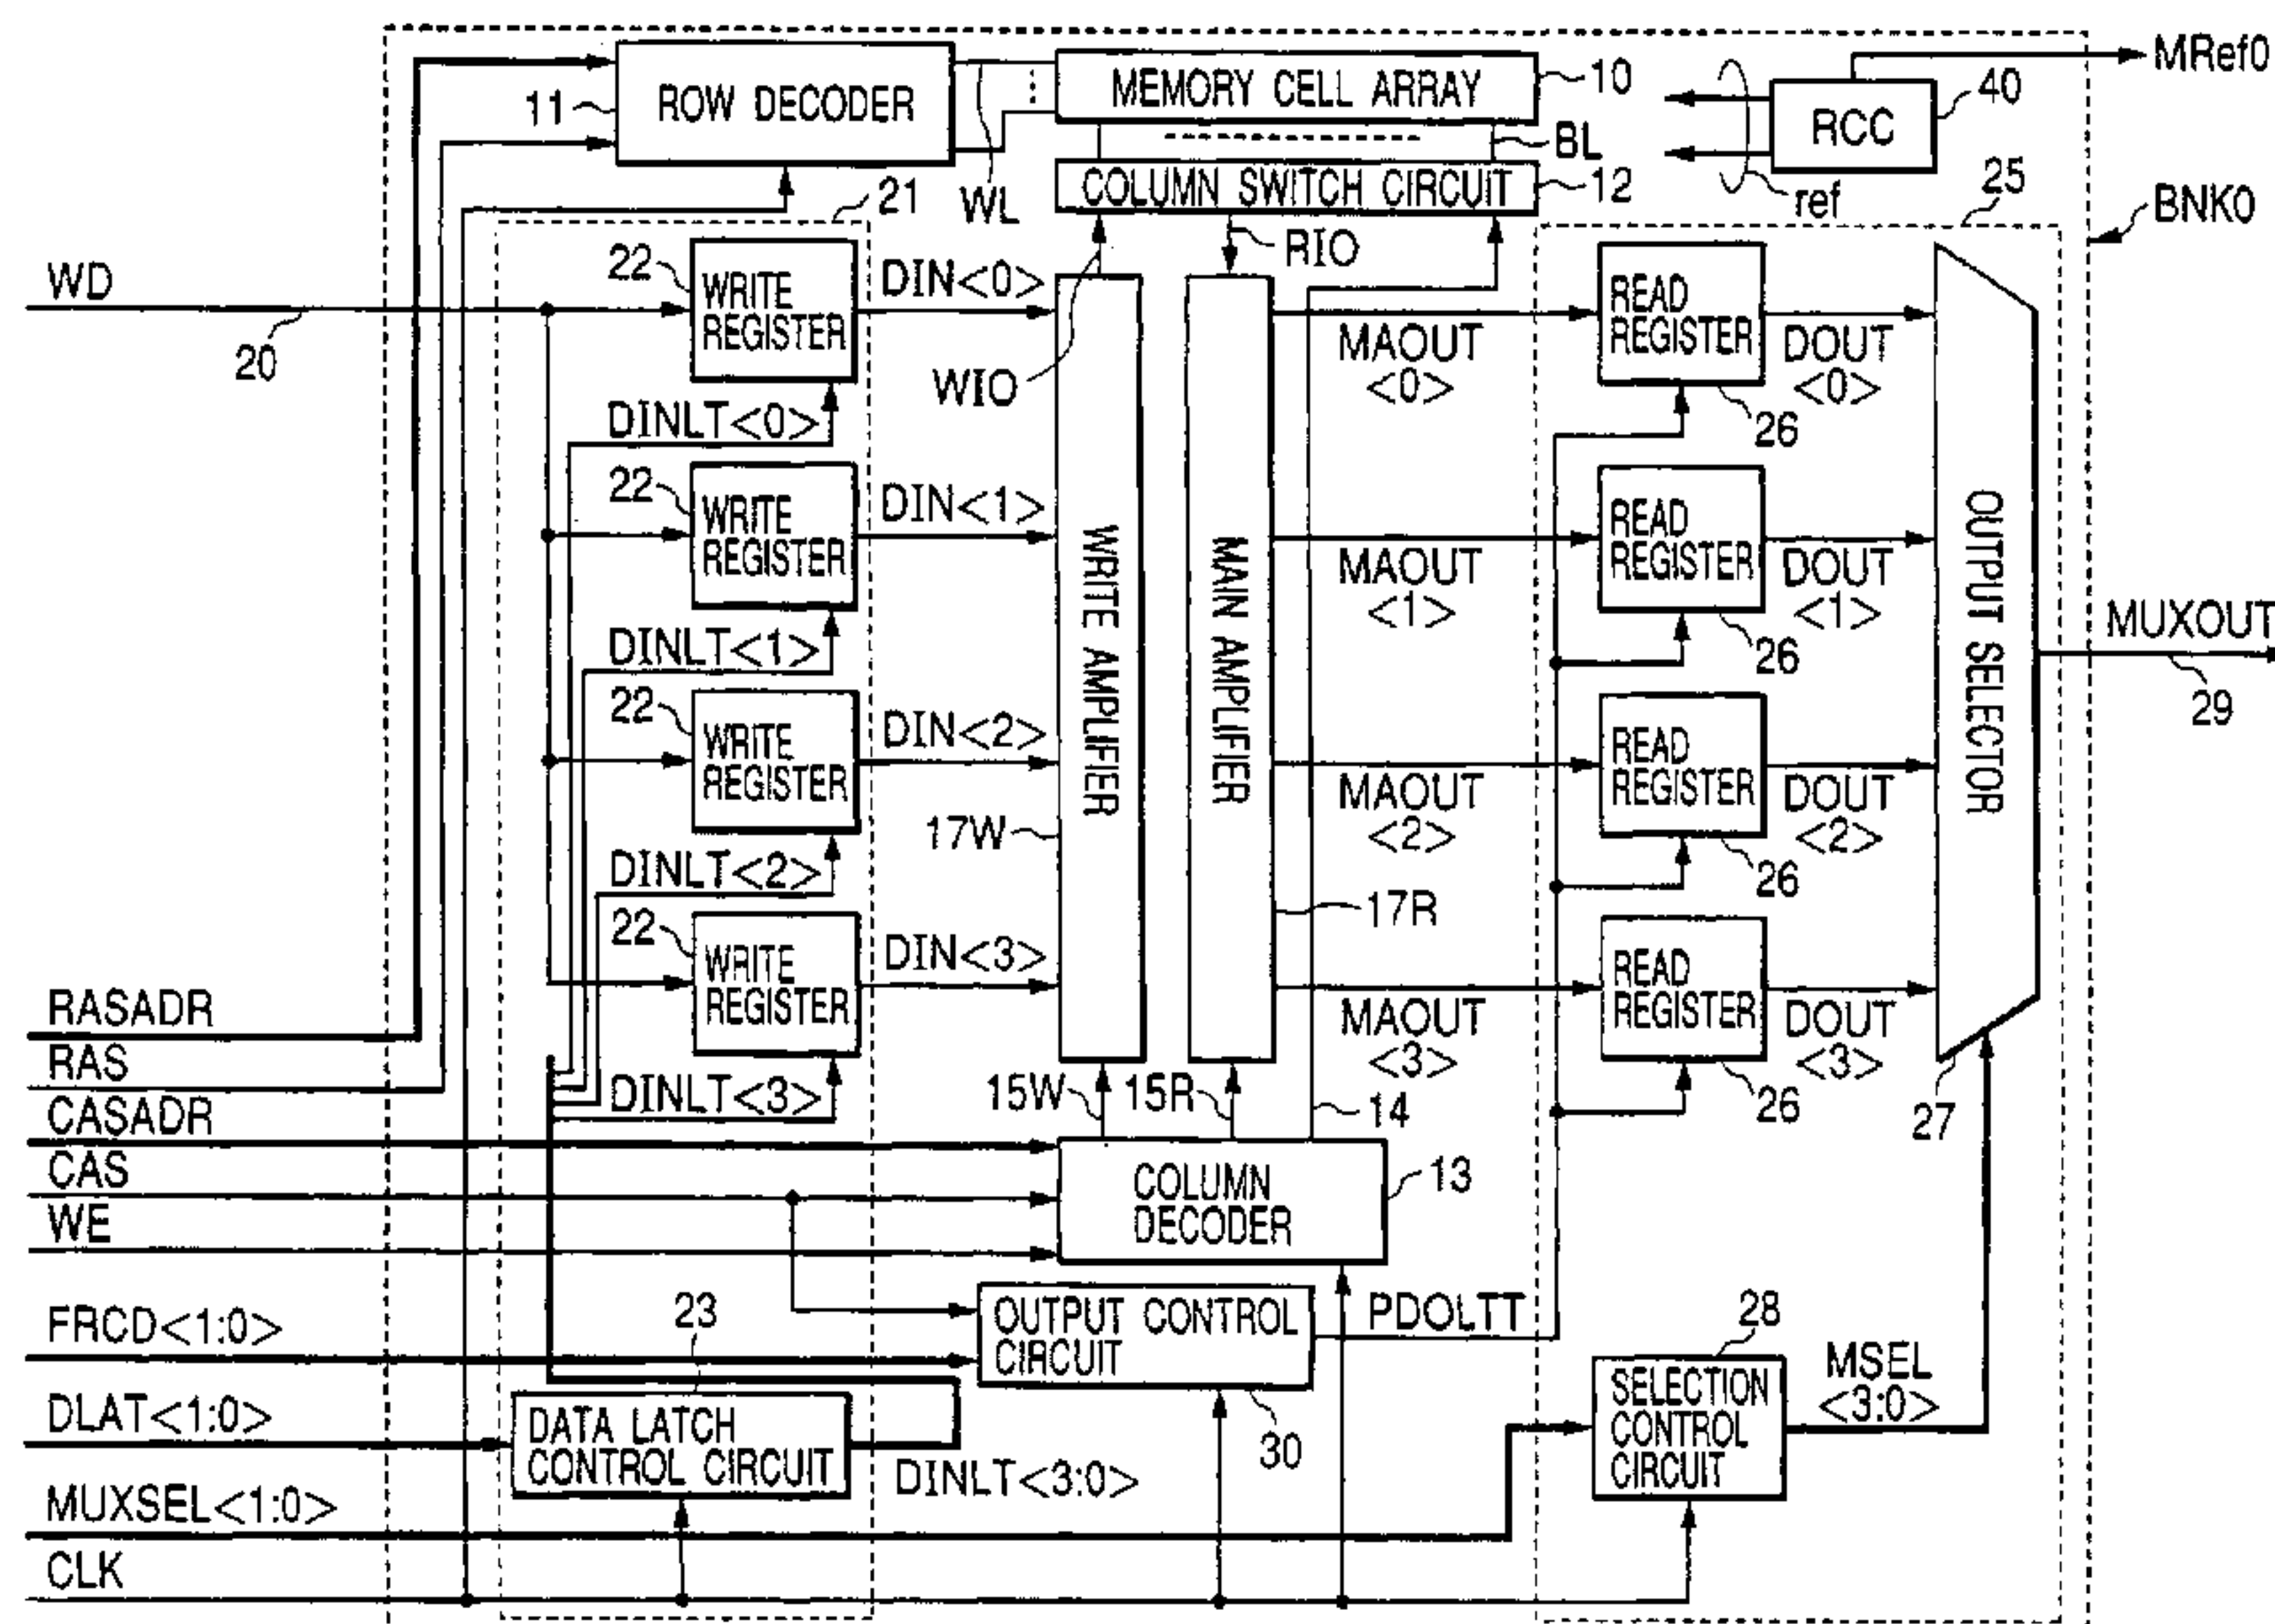 MRef0
ROW DECODER
11
MEMORY CELL ARRAY
10
40
RCC
BL
WL
COLUMN SWITCH CIRCUIT
12
ref
25
BNK0
21
RIO
WD
20
22
WRITE
REGISTER
DIN<0>
WIO
MAOUT
<0>
READ
REGISTER
DOUT
<0>
26
DINLT<0>
22
WRITE
REGISTER
DIN<1>
MAOUT
<1>
READ
REGISTER
DOUT
<1>
26
DINLT<1>
WRITE AMPLIFIER
MAIN AMPLIFIER
OUTPUT SELECTOR
MUXOUT
29
22
WRITE
REGISTER
DIN<2>
17W
MAOUT
<2>
READ
REGISTER
DOUT
<2>
26
DINLT<2>
17R
22
WRITE
REGISTER
DIN<3>
MAOUT
<3>
READ
REGISTER
DOUT
<3>
26
27
DINLT<3>
15W
15R
14
RASADR
RAS
CASADR
CAS
WE
COLUMN
DECODER
13
FRCD<1:0>
23
OUTPUT CONTROL
CIRCUIT
PDOLTT
30
28
SELECTION
CONTROL
CIRCUIT
MSEL
<3:0>
DLAT<1:0>
DATA LATCH
CONTROL CIRCUIT
DINLT<3:0>
MUXSEL<1:0>
CLK